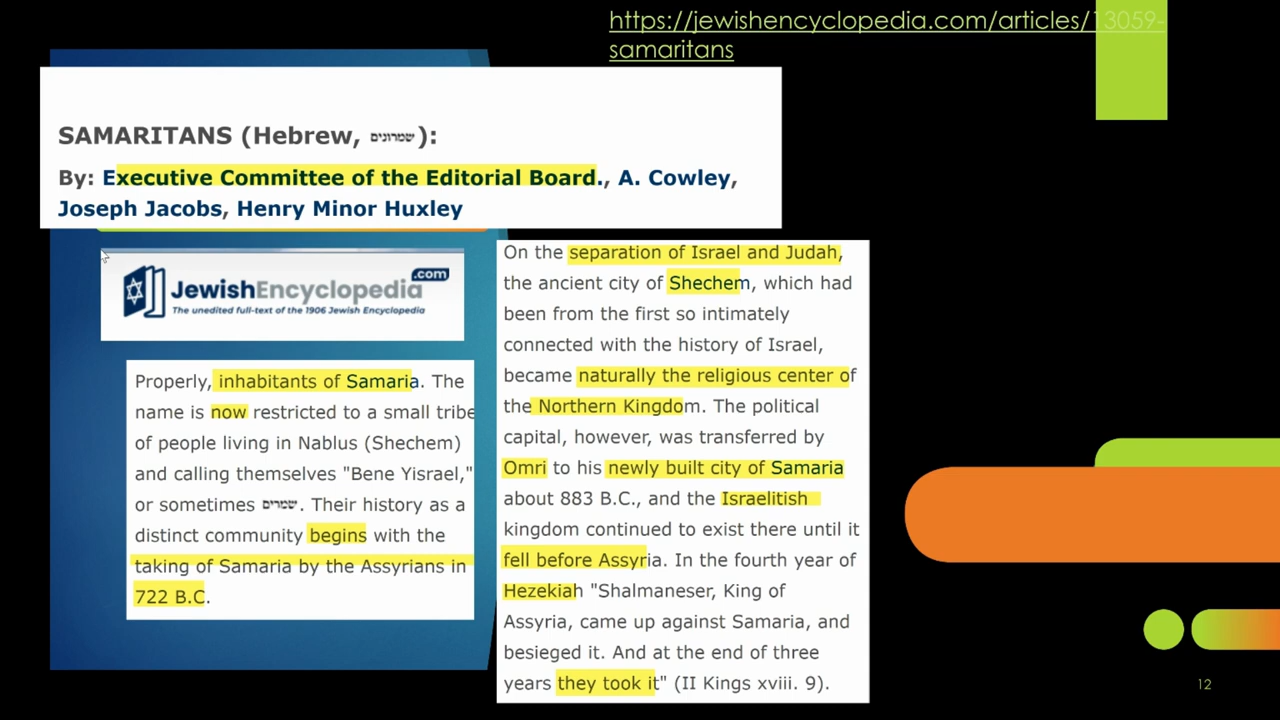 https://jewishencyclopedia.com/articles/13059-
samaritans
SAMARITANS (Hebrew, שמרונים):
By: Executive Committee of the Editorial Board., A. Cowley,
Joseph Jacobs, Henry Minor Huxley
JewishEncyclopedia.com
The unedited full-text of the 1906 Jewish Encyclopedia
Properly, inhabitants of Samaria. The
name is now restricted to a small tribe
of people living in Nablus (Shechem)
and calling themselves "Bene Yisrael,"
or sometimes שמרים. Their history as a
distinct community begins with the
taking of Samaria by the Assyrians in
722 B.C.
On the separation of Israel and Judah,
the ancient city of Shechem, which had
been from the first so intimately
connected with the history of Israel,
became naturally the religious center of
the Northern Kingdom. The political
capital, however, was transferred by
Omri to his newly built city of Samaria
about 883 B.C., and the Israelitish
kingdom continued to exist there until it
fell before Assyria. In the fourth year of
Hezekiah "Shalmaneser, King of
Assyria, came up against Samaria, and
besieged it. And at the end of three
years they took it" (II Kings xviii. 9).
12